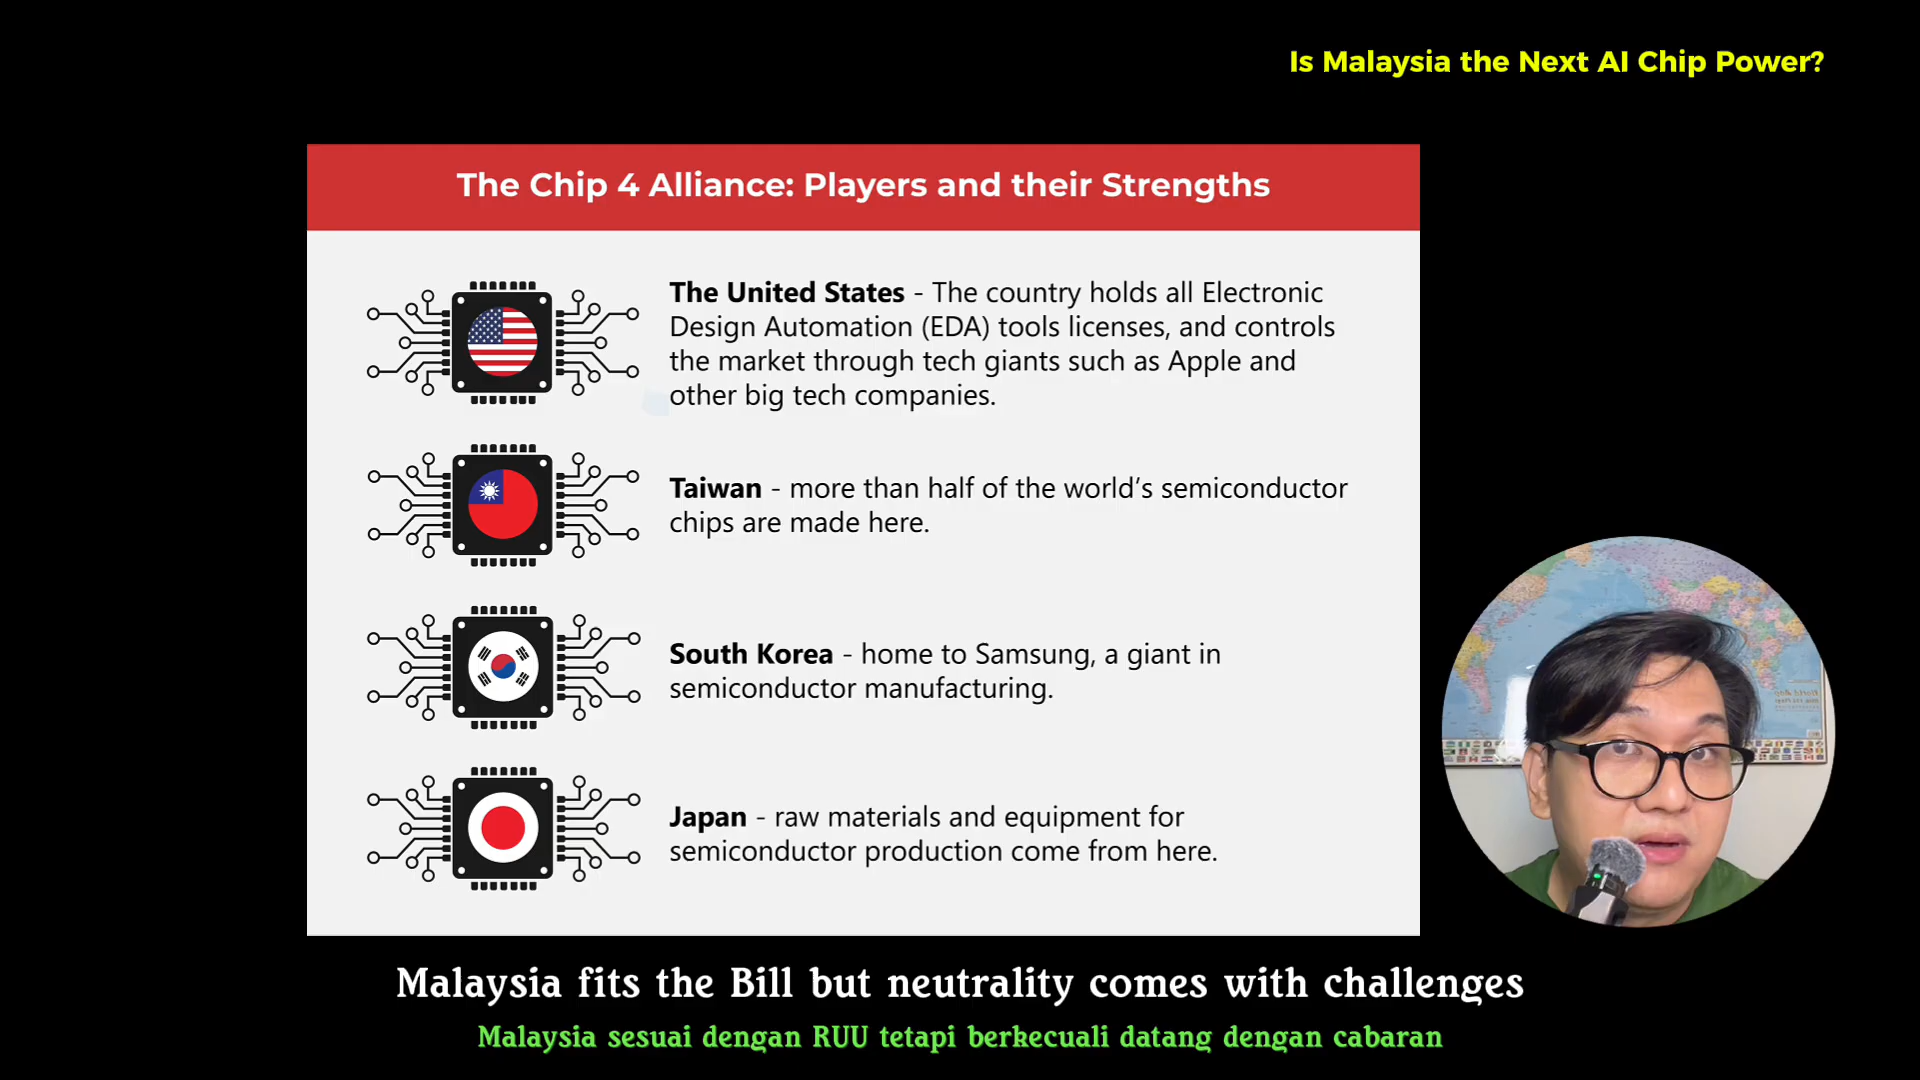 Is Malaysia the Next AI Chip Power?
The Chip 4 Alliance: Players and their Strengths
The United States - The country holds all Electronic
Design Automation (EDA) tools licenses, and controls
the market through tech giants such as Apple and
other big tech companies.
Taiwan - more than half of the world's semiconductor
chips are made here.
South Korea - home to Samsung, a giant in
semiconductor manufacturing.
Japan - raw materials and equipment for
semiconductor production come from here.
Malaysia fits the Bill but neutrality comes with challenges
Malaysia sesuai dengan RUU tetapi berkecuali datang dengan cabaran